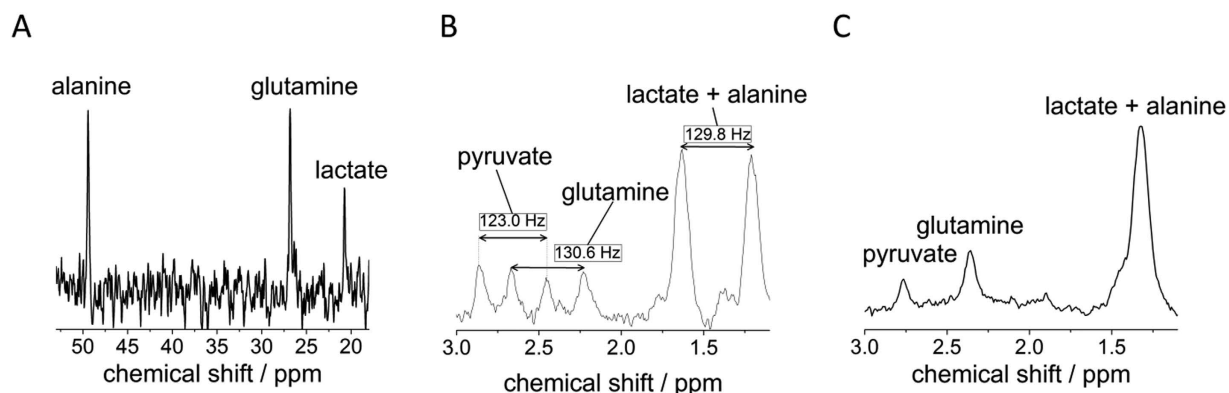 A
alanine
glutamine
lactate
50 45 40 35 30 25 20
chemical shift / ppm
B
lactate + alanine
129.8 Hz
pyruvate
glutamine
123.0 Hz
130.6 Hz
3.0 2.5 2.0 1.5
chemical shift / ppm
C
lactate + alanine
glutamine
pyruvate
3.0 2.5 2.0 1.5
chemical shift / ppm